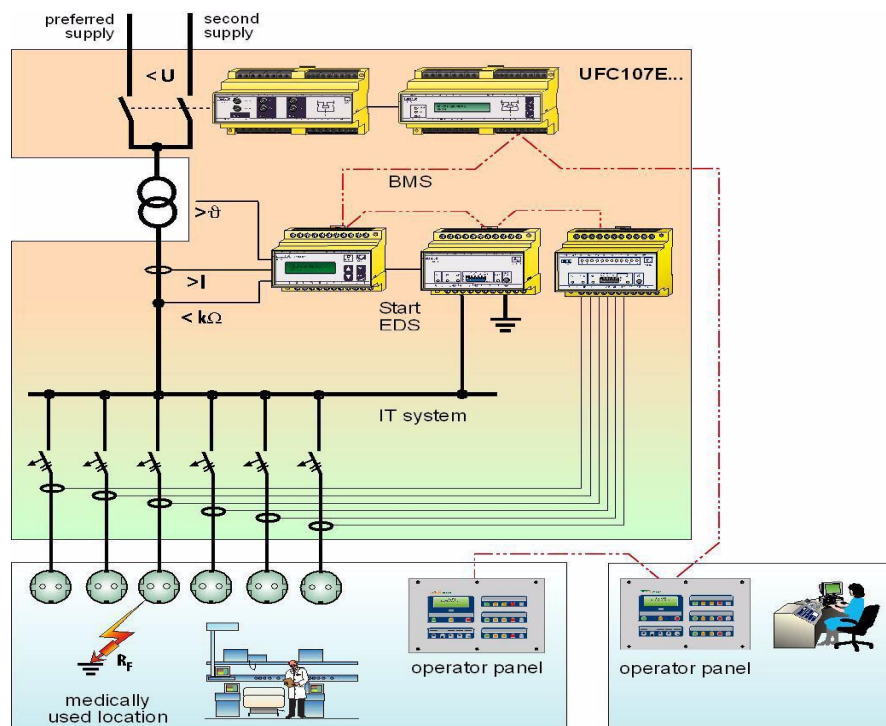 preferred
supply
second
supply
< U
UFC107E...
BMS
>ϑ
>I
< kΩ
Start
EDS
IT system
R_F
medically
used location
operator panel
operator panel